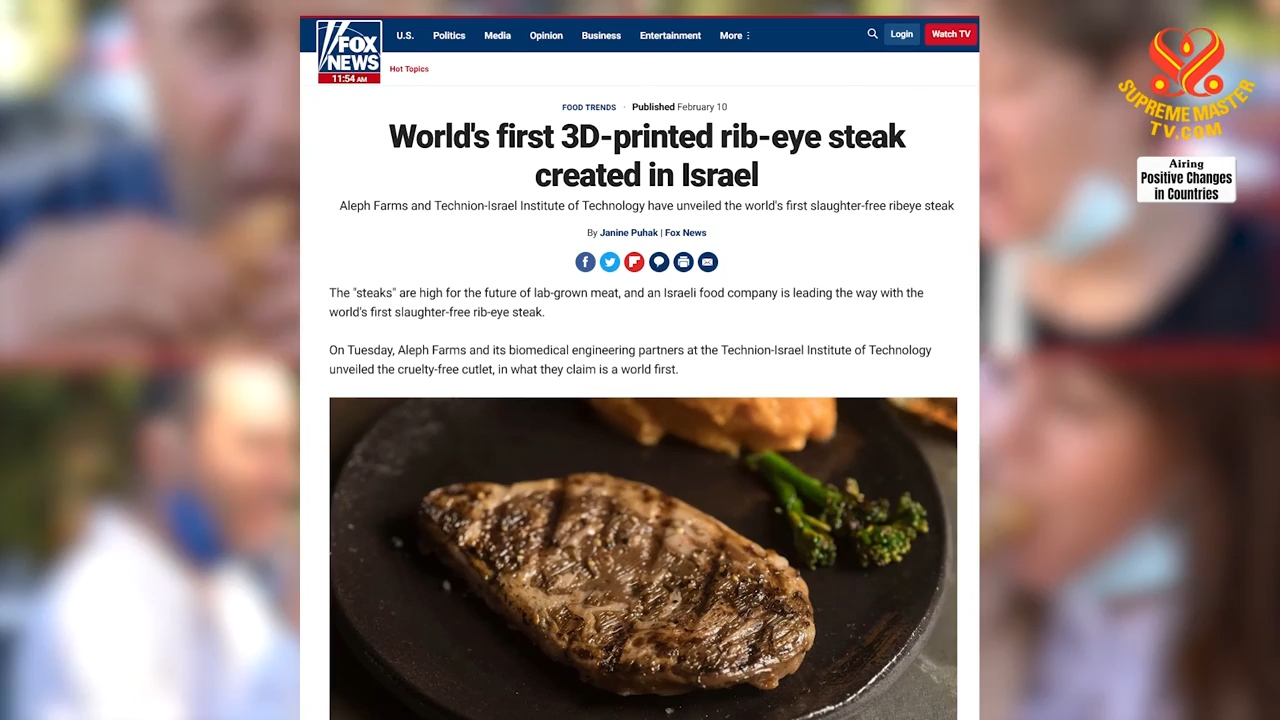 FOX
NEWS
11:54 AM
U.S. Politics Media Opinion Business Entertainment More
Login
Watch TV
Hot Topics
SUPREME MASTER
TV.COM
Airing
Positive Changes
in Countries
FOOD TRENDS · Published February 10
World's first 3D-printed rib-eye steak
created in Israel
Aleph Farms and Technion-Israel Institute of Technology have unveiled the world's first slaughter-free ribeye steak
By Janine Puhak | Fox News
The "steaks" are high for the future of lab-grown meat, and an Israeli food company is leading the way with the
world's first slaughter-free rib-eye steak.
On Tuesday, Aleph Farms and its biomedical engineering partners at the Technion-Israel Institute of Technology
unveiled the cruelty-free cutlet, in what they claim is a world first.